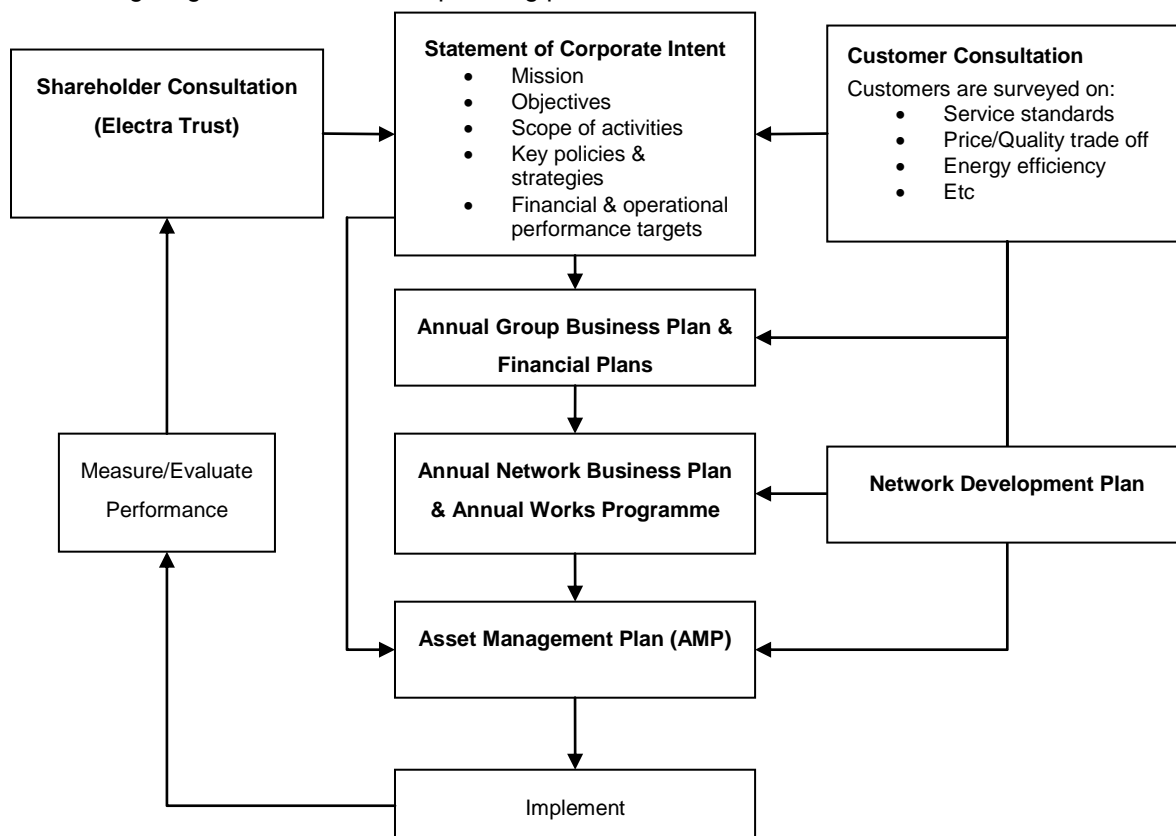 Shareholder Consultation
(Electra Trust)
Statement of Corporate Intent
• Mission
• Objectives
• Scope of activities
• Key policies &
strategies
• Financial & operational
performance targets
Customer Consultation
Customers are surveyed on:
• Service standards
• Price/Quality trade off
• Energy efficiency
• Etc
Annual Group Business Plan &
Financial Plans
Measure/Evaluate
Performance
Annual Network Business Plan
& Annual Works Programme
Network Development Plan
Asset Management Plan (AMP)
Implement